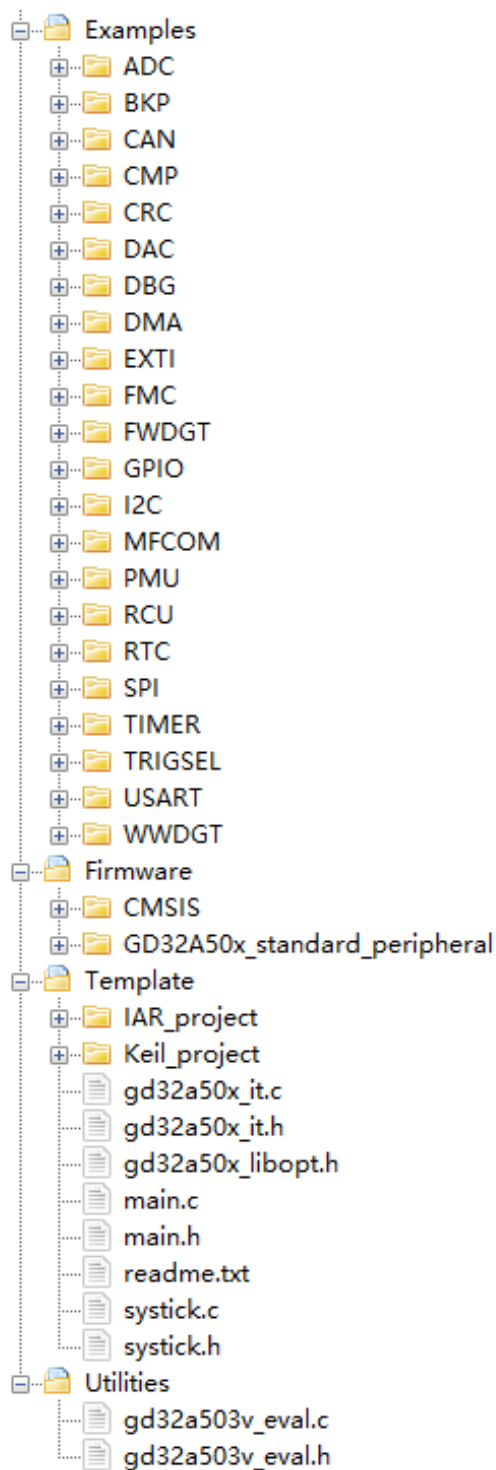 Examples
ADC
BKP
CAN
CMP
CRC
DAC
DBG
DMA
EXTI
FMC
FWDGT
GPIO
I2C
MFCOM
PMU
RCU
RTC
SPI
TIMER
TRIGSEL
USART
WWDGT
Firmware
CMSIS
GD32A50x_standard_peripheral
Template
IAR_project
Keil_project
gd32a50x_it.c
gd32a50x_it.h
gd32a50x_libopt.h
main.c
main.h
readme.txt
systick.c
systick.h
Utilities
gd32a503v_eval.c
gd32a503v_eval.h